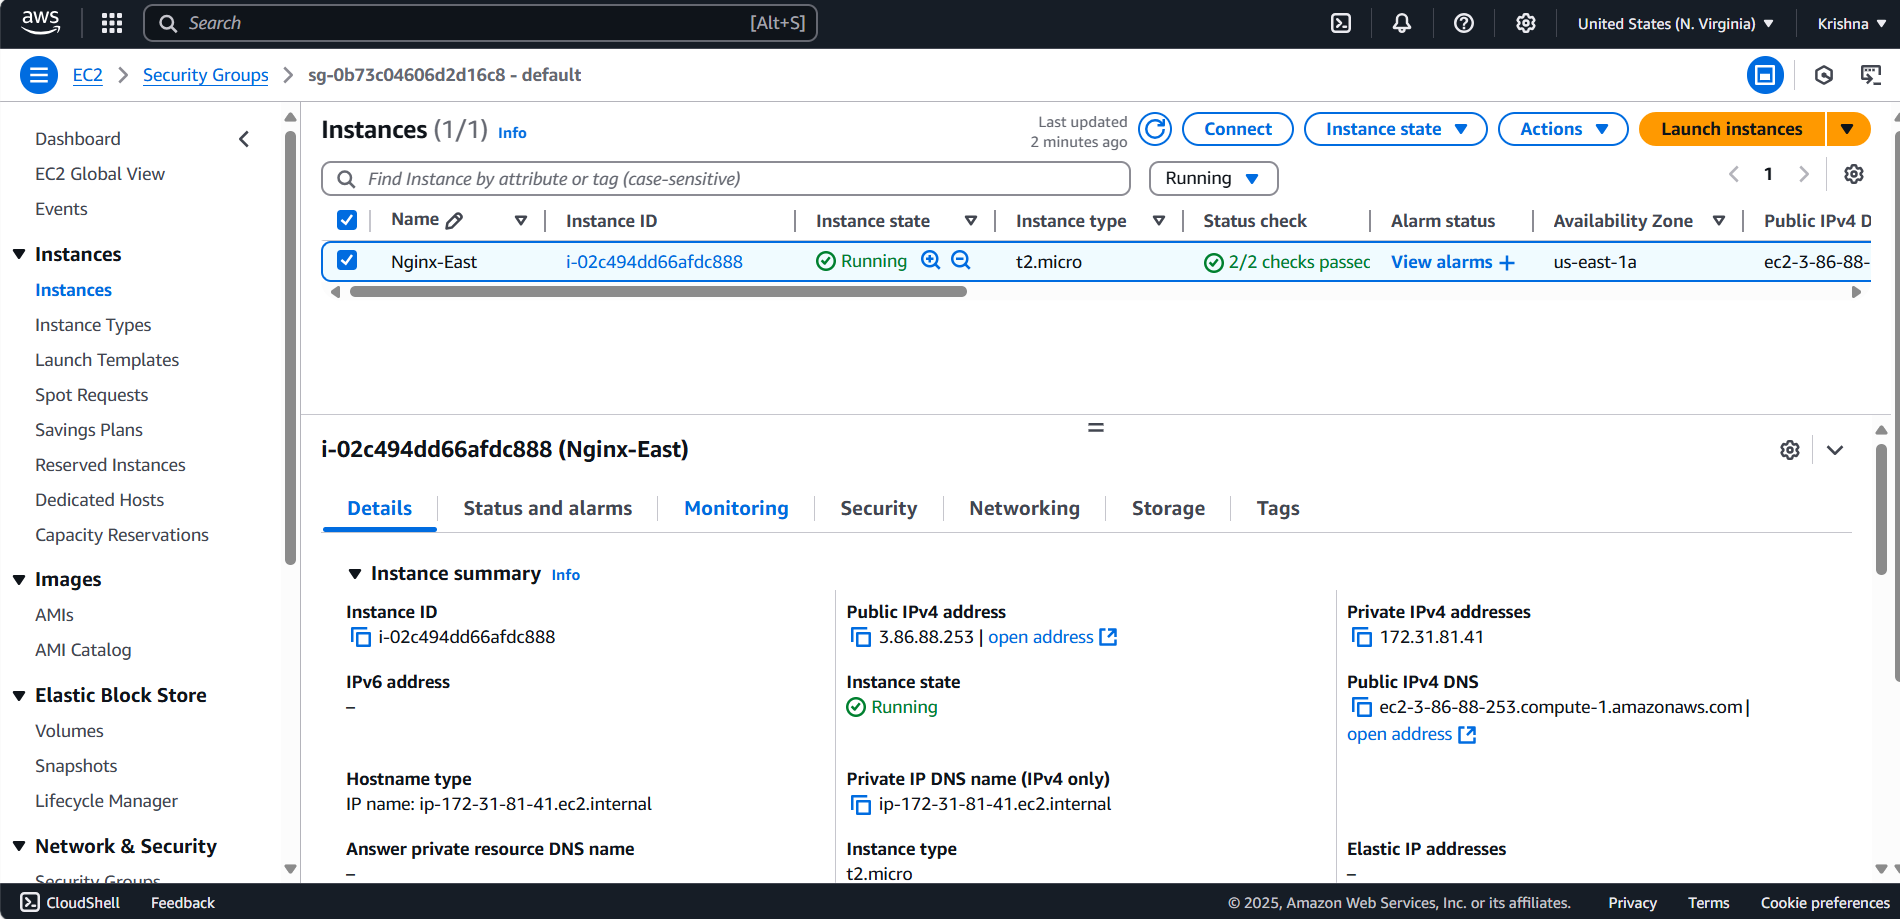 aws
Search [Alt+S]
United States (N. Virginia) Krishna
EC2 Security Groups sg-0b73c04606d2d16c8 - default
Dashboard
EC2 Global View
Events
Instances
Instances
Instance Types
Launch Templates
Spot Requests
Savings Plans
Reserved Instances
Dedicated Hosts
Capacity Reservations
Images
AMIs
AMI Catalog
Elastic Block Store
Volumes
Snapshots
Lifecycle Manager
Network & Security
Security Groups
Instances (1/1) Info
Last updated
2 minutes ago
Connect Instance state Actions Launch instances
Find Instance by attribute or tag (case-sensitive) Running 1
Name Instance ID Instance state Instance type Status check Alarm status Availability Zone Public IPv4 D
Nginx-East i-02c494dd66afdc888 Running t2.micro 2/2 checks passed View alarms + us-east-1a ec2-3-86-88-
i-02c494dd66afdc888 (Nginx-East)
Details Status and alarms Monitoring Security Networking Storage Tags
Instance summary Info
Instance ID
i-02c494dd66afdc888
Public IPv4 address
3.86.88.253 | open address
Private IPv4 addresses
172.31.81.41
IPv6 address
–
Instance state
Running
Public IPv4 DNS
ec2-3-86-88-253.compute-1.amazonaws.com |
open address
Hostname type
IP name: ip-172-31-81-41.ec2.internal
Private IP DNS name (IPv4 only)
ip-172-31-81-41.ec2.internal
Answer private resource DNS name
–
Instance type
t2.micro
Elastic IP addresses
–
CloudShell Feedback © 2025, Amazon Web Services, Inc. or its affiliates. Privacy Terms Cookie preferences